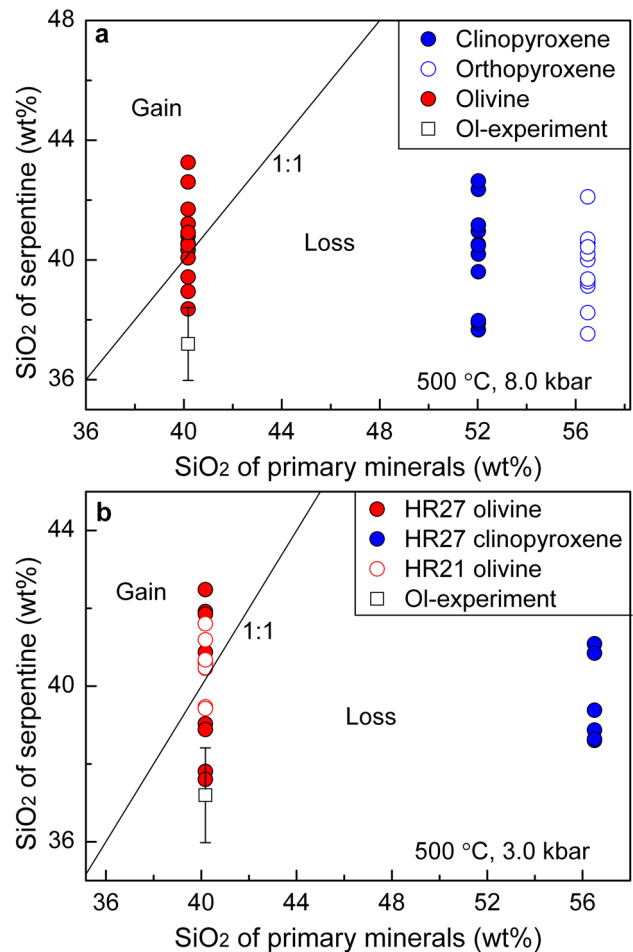 a
Clinopyroxene
Orthopyroxene
Olivine
Ol-experiment
Gain
1:1
Loss
500 °C, 8.0 kbar
48
44
40
36
SiO2 of serpentine (wt%)
36 40 44 48 52 56
SiO2 of primary minerals (wt%)
b
HR27 olivine
HR27 clinopyroxene
HR21 olivine
Ol-experiment
Gain
1:1
Loss
500 °C, 3.0 kbar
44
40
36
SiO2 of serpentine (wt%)
36 40 44 48 52 56
SiO2 of primary minerals (wt%)